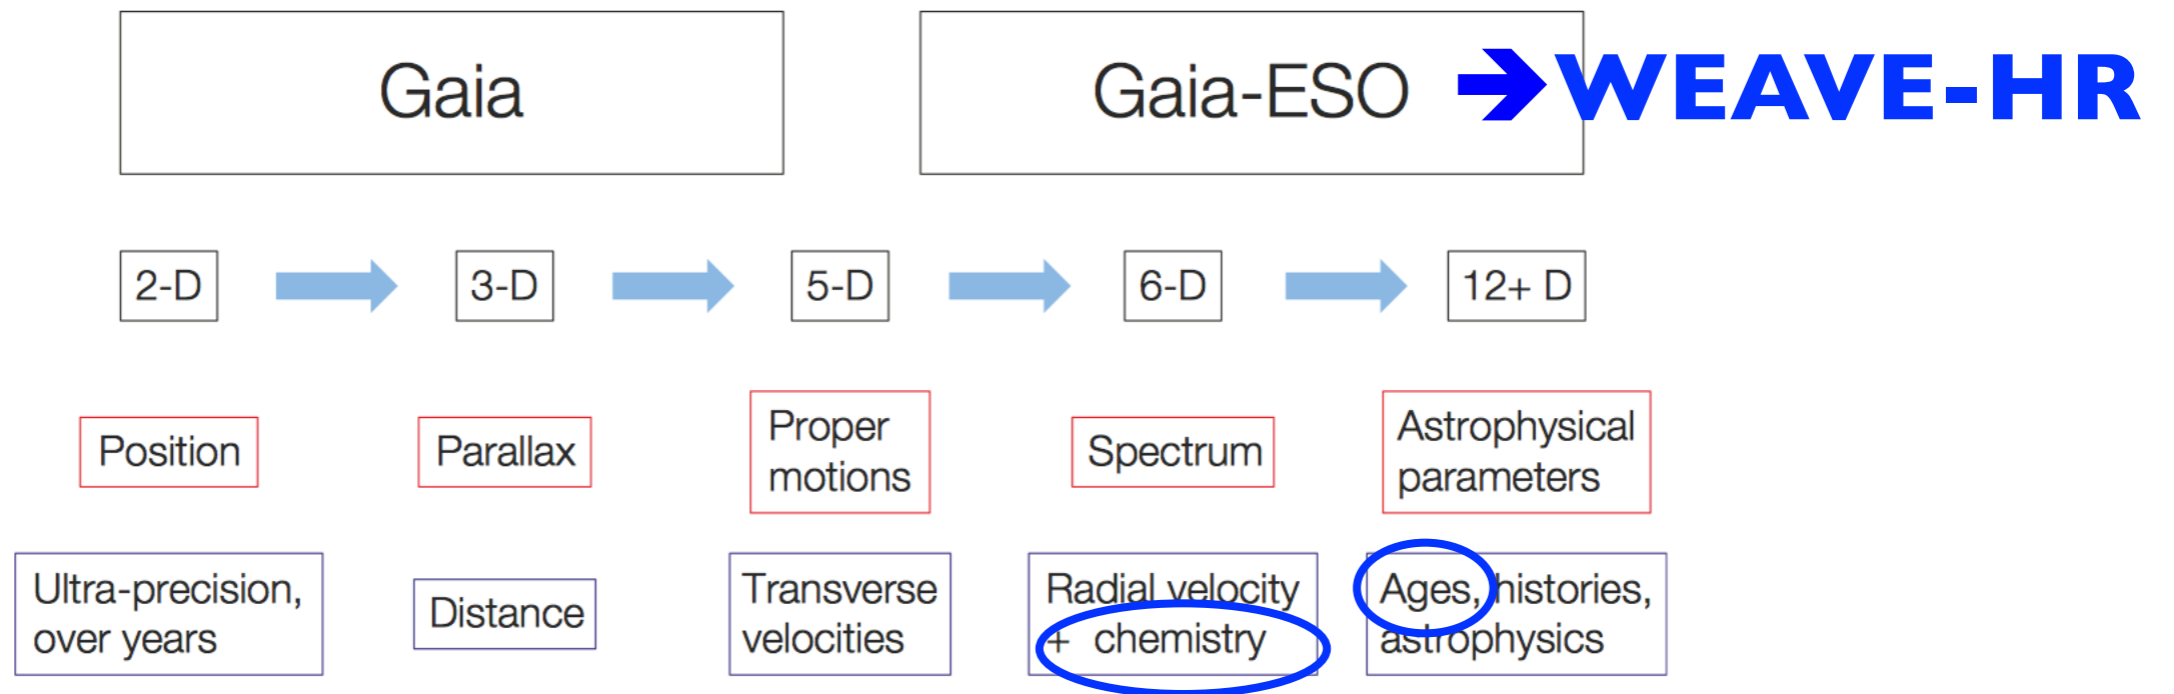 Gaia
Gaia-ESO
WEAVE-HR
2-D
3-D
5-D
6-D
12+ D
Position
Parallax
Proper
motions
Spectrum
Astrophysical
parameters
Ultra-precision,
over years
Distance
Transverse
velocities
Radial velocity
+ chemistry
Ages, histories,
astrophysics